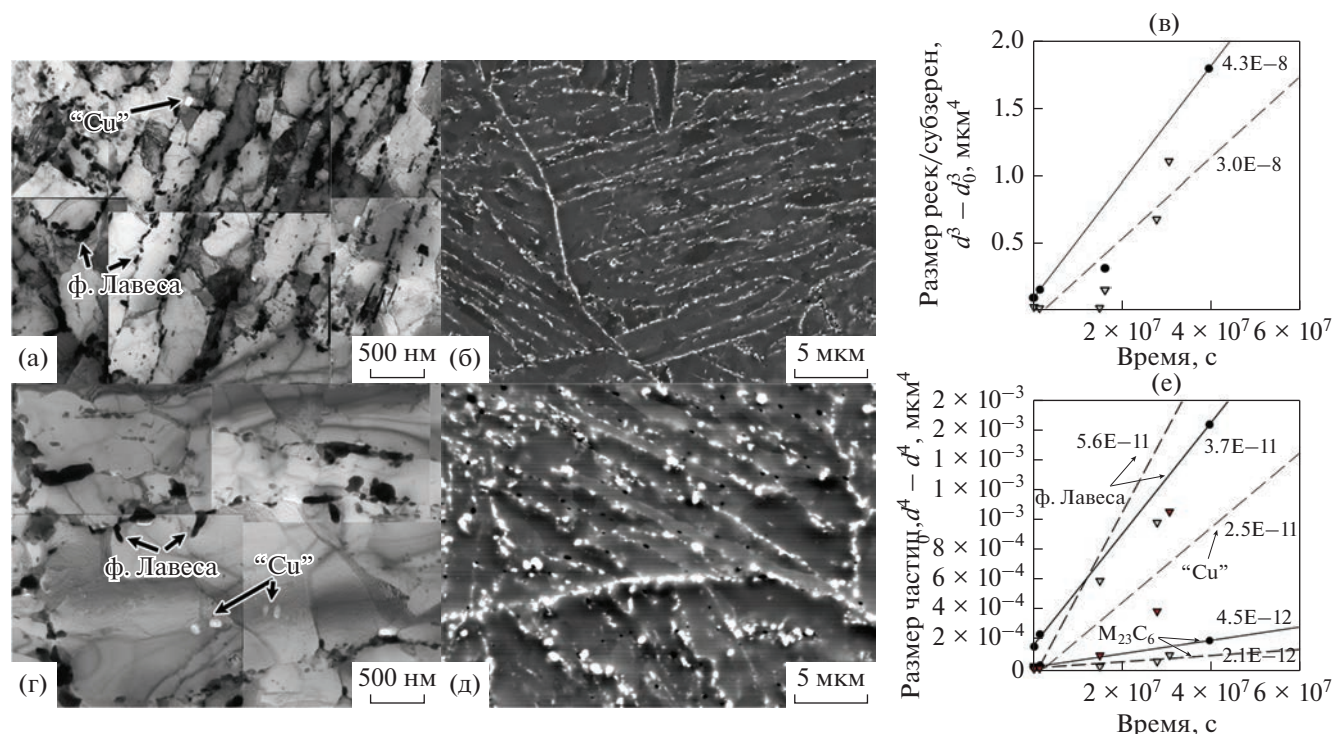 “Cu”
ф. Лавеса
(а)
500 нм
(б)
5 мкм
(в)
Размер реек/субзерен,
d³ – d₀³, мкм⁴
2.0
1.5
1.0
0.5
4.3E–8
3.0E–8
2 × 10⁷ 4 × 10⁷ 6 × 10⁷
Время, с
ф. Лавеса
“Cu”
(г)
500 нм
(д)
5 мкм
(е)
Размер частиц, d⁴ – d₀⁴, мкм⁴
2 × 10⁻³
2 × 10⁻³
1 × 10⁻³
1 × 10⁻³
10⁻³
8 × 10⁻⁴
6 × 10⁻⁴
4 × 10⁻⁴
2 × 10⁻⁴
0
5.6E–11
3.7E–11
ф. Лавеса
2.5E–11
“Cu”
4.5E–12
M₂₃C₆
2.1E–12
2 × 10⁷ 4 × 10⁷ 6 × 10⁷
Время, с